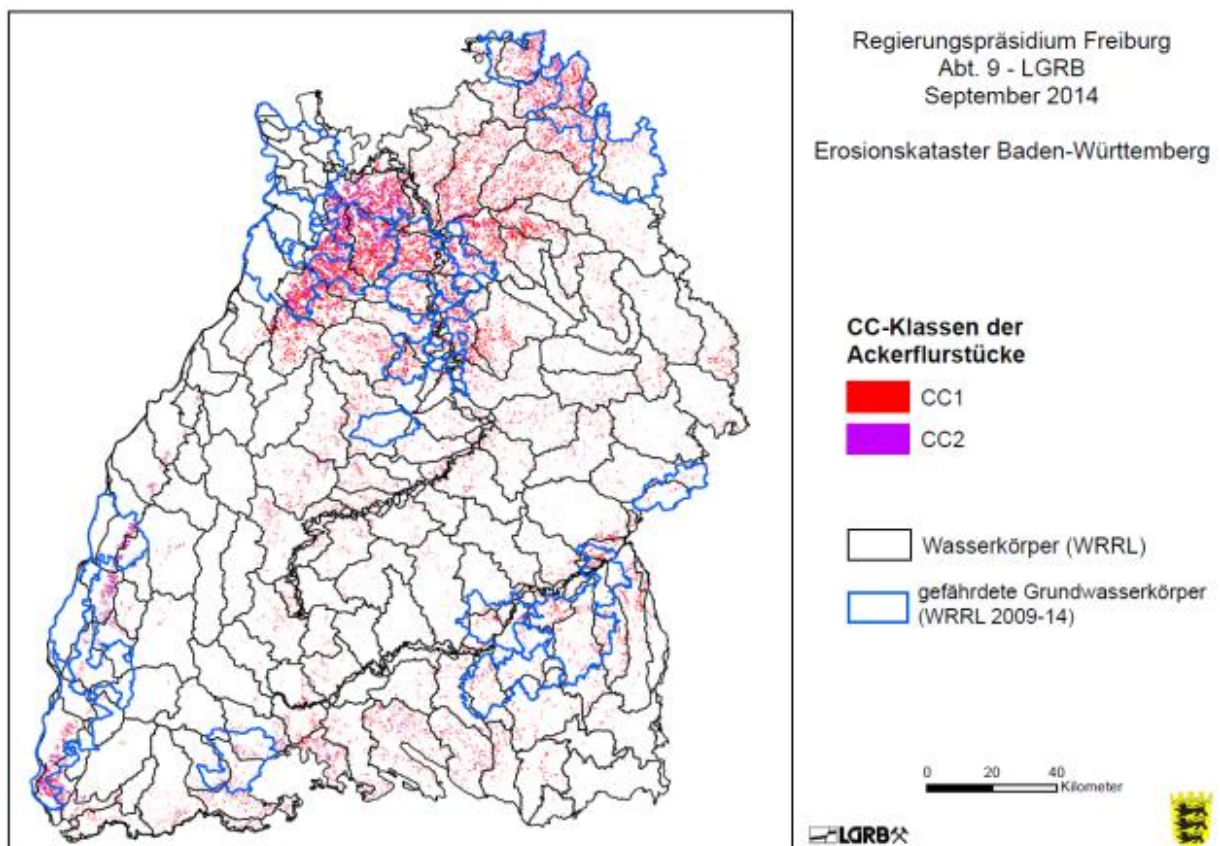 Regierungspräsidium Freiburg
Abt. 9 - LGRB
September 2014
Erosionskataster Baden-Württemberg
CC-Klassen der
Ackerflurstücke
CC1
CC2
Wasserkörper (WRRL)
gefährdete Grundwasserkörper
(WRRL 2009-14)
0 20 40
Kilometer
LGRB